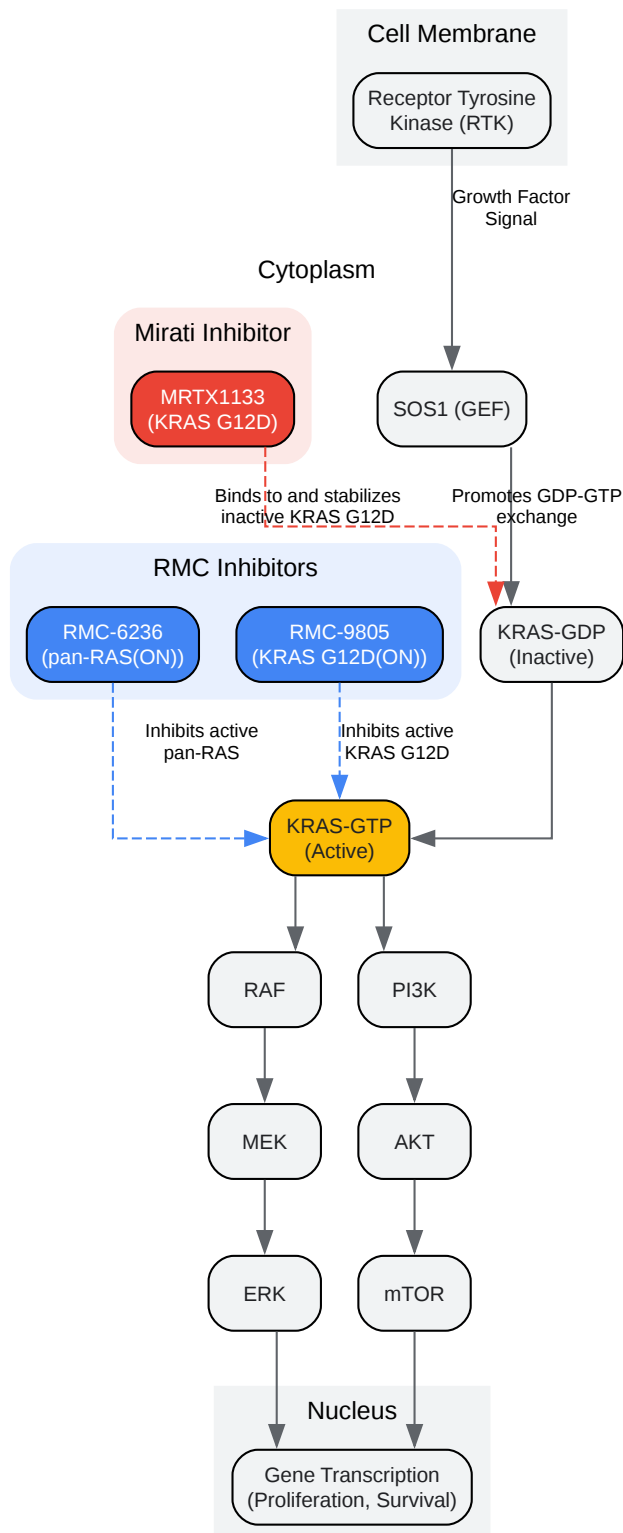 Cell Membrane
Receptor Tyrosine
Kinase (RTK)
Growth Factor
Signal
Cytoplasm
Mirati Inhibitor
MRTX1133
(KRAS G12D)
SOS1 (GEF)
Binds to and stabilizes
inactive KRAS G12D
Promotes GDP-GTP
exchange
RMC Inhibitors
RMC-6236
(pan-RAS(ON))
RMC-9805
(KRAS G12D(ON))
KRAS-GDP
(Inactive)
Inhibits active
pan-RAS
Inhibits active
KRAS G12D
KRAS-GTP
(Active)
RAF
PI3K
MEK
AKT
ERK
mTOR
Nucleus
Gene Transcription
(Proliferation, Survival)